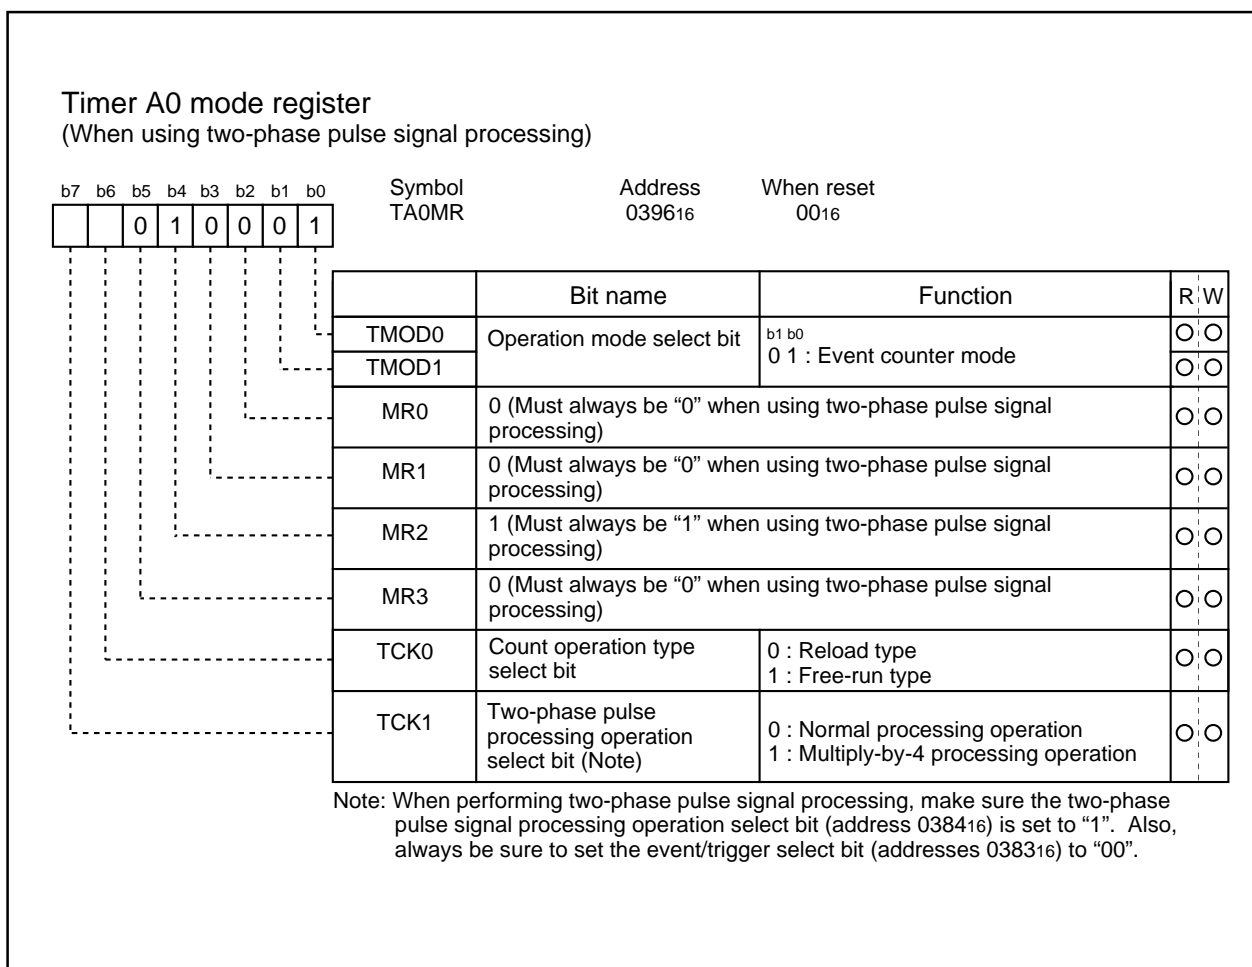 Timer A0 mode register
(When using two-phase pulse signal processing)
b7 b6 b5 b4 b3 b2 b1 b0
0 1 0 0 0 1
Symbol Address When reset
TA0MR 039616 0016
Bit name Function R W
TMOD0 Operation mode select bit b1 b0
0 1 : Event counter mode
TMOD1
MR0 0 (Must always be “0” when using two-phase pulse signal
processing)
MR1 0 (Must always be “0” when using two-phase pulse signal
processing)
MR2 1 (Must always be “1” when using two-phase pulse signal
processing)
MR3 0 (Must always be “0” when using two-phase pulse signal
processing)
TCK0 Count operation type
select bit
0 : Reload type
1 : Free-run type
TCK1 Two-phase pulse
processing operation
select bit (Note)
0 : Normal processing operation
1 : Multiply-by-4 processing operation
Note: When performing two-phase pulse signal processing, make sure the two-phase
pulse signal processing operation select bit (address 038416) is set to “1”. Also,
always be sure to set the event/trigger select bit (addresses 038316) to “00”.